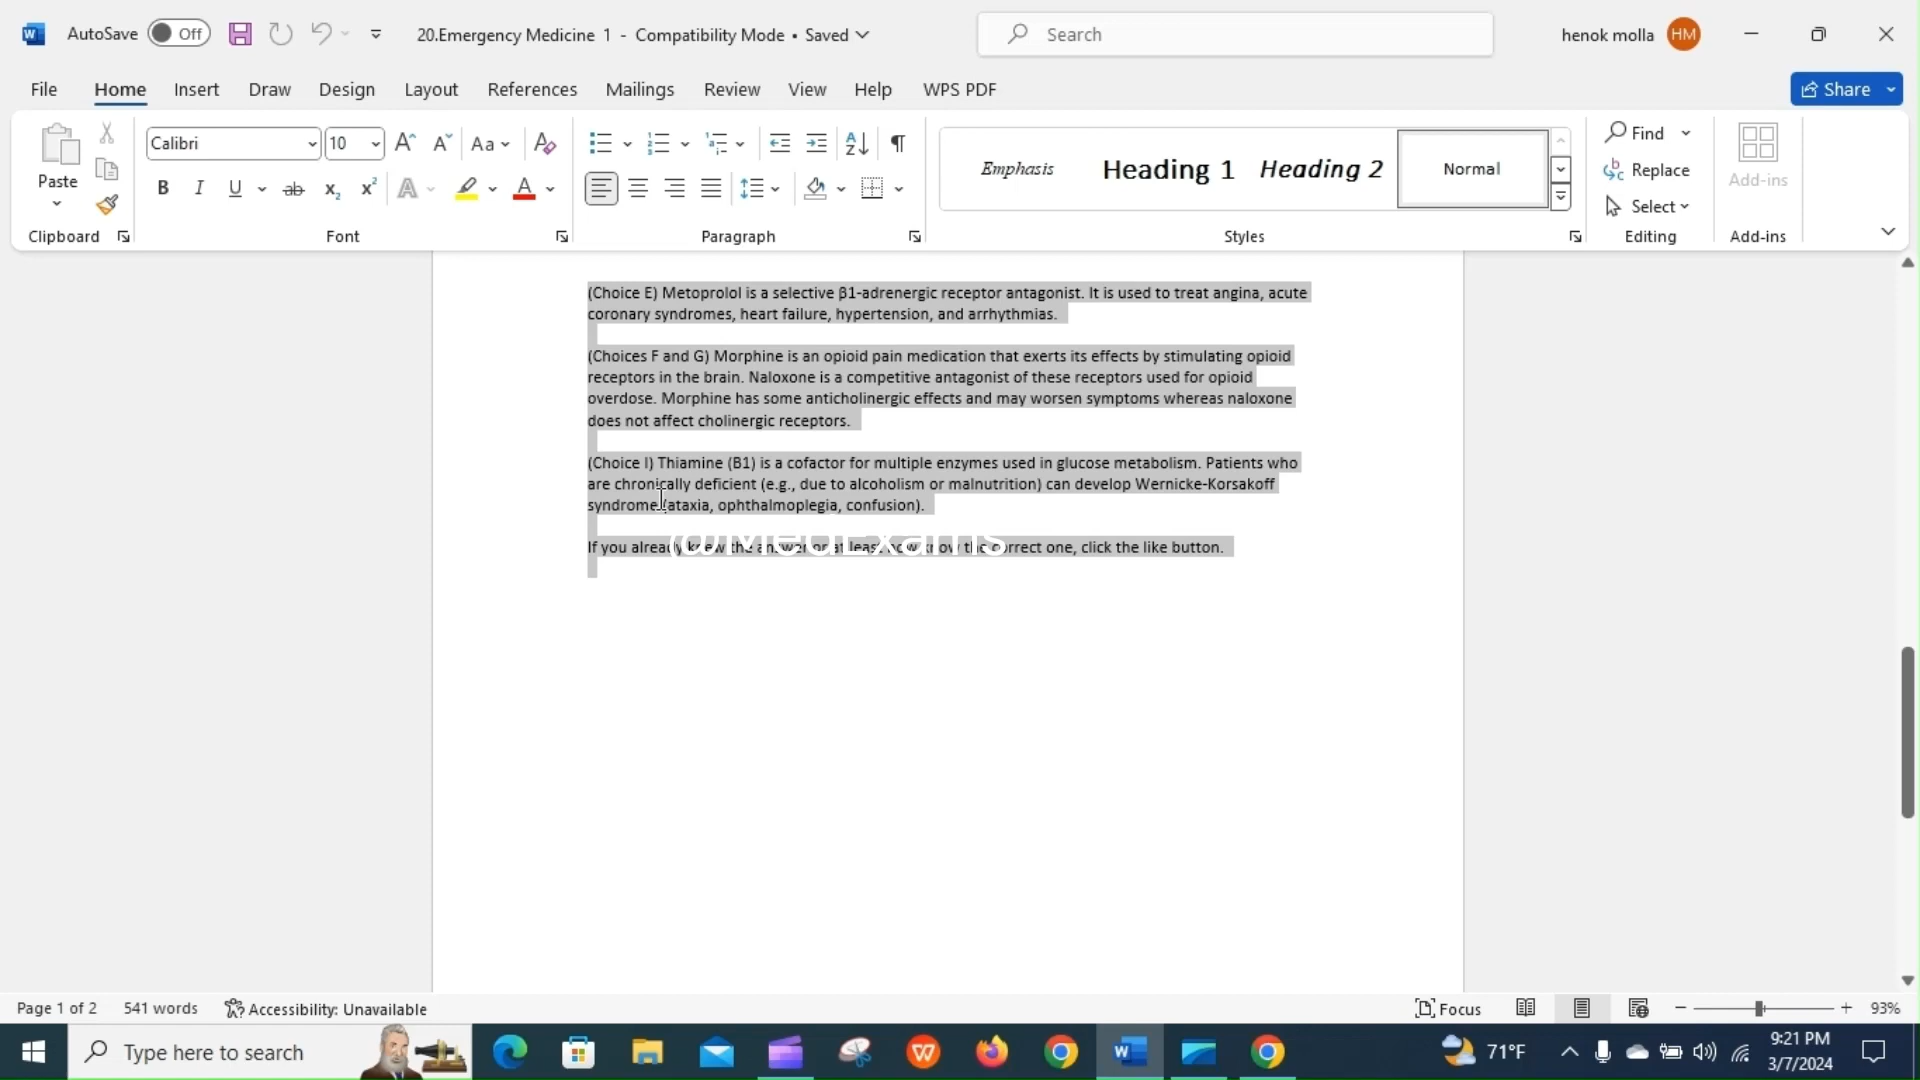 AutoSave Off 20.Emergency Medicine 1 - Compatibility Mode • Saved Search henok molla HM
File Home Insert Draw Design Layout References Mailings Review View Help WPS PDF Share
Paste Calibri 10 Aa Emphasis Heading 1 Heading 2 Normal Find Replace Select Add-ins
Clipboard Font Paragraph Styles Editing Add-ins
(Choice E) Metoprolol is a selective β1-adrenergic receptor antagonist. It is used to treat angina, acute
coronary syndromes, heart failure, hypertension, and arrhythmias.
(Choices F and G) Morphine is an opioid pain medication that exerts its effects by stimulating opioid
receptors in the brain. Naloxone is a competitive antagonist of these receptors used for opioid
overdose. Morphine has some anticholinergic effects and may worsen symptoms whereas naloxone
does not affect cholinergic receptors.
(Choice I) Thiamine (B1) is a cofactor for multiple enzymes used in glucose metabolism. Patients who
are chronically deficient (e.g., due to alcoholism or malnutrition) can develop Wernicke-Korsakoff
syndrome (ataxia, ophthalmoplegia, confusion).
If you already knew the answer or at least now know the correct one, click the like button.
@MedExams
Page 1 of 2 541 words Accessibility: Unavailable Focus 93%
Type here to search 71°F 9:21 PM
3/7/2024